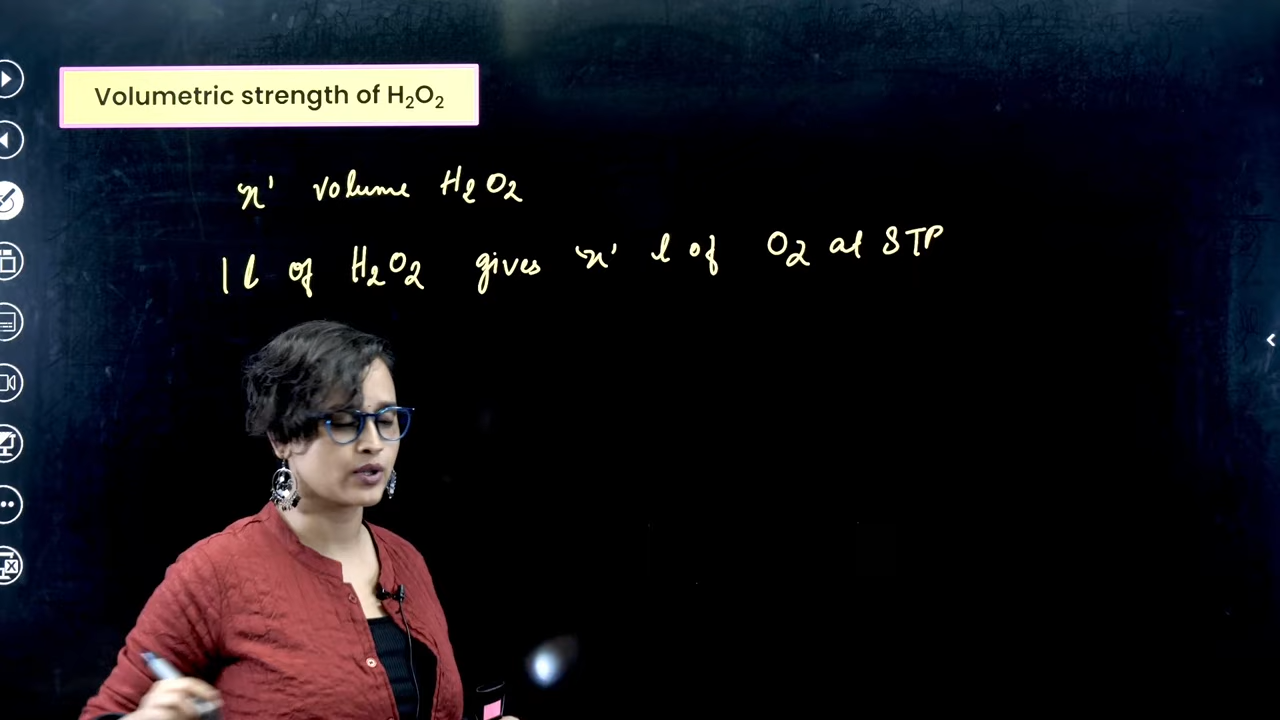 Volumetric strength of H₂O₂
'x' volume H₂O₂
1 l of H₂O₂ gives 'x' l of O₂ at STP